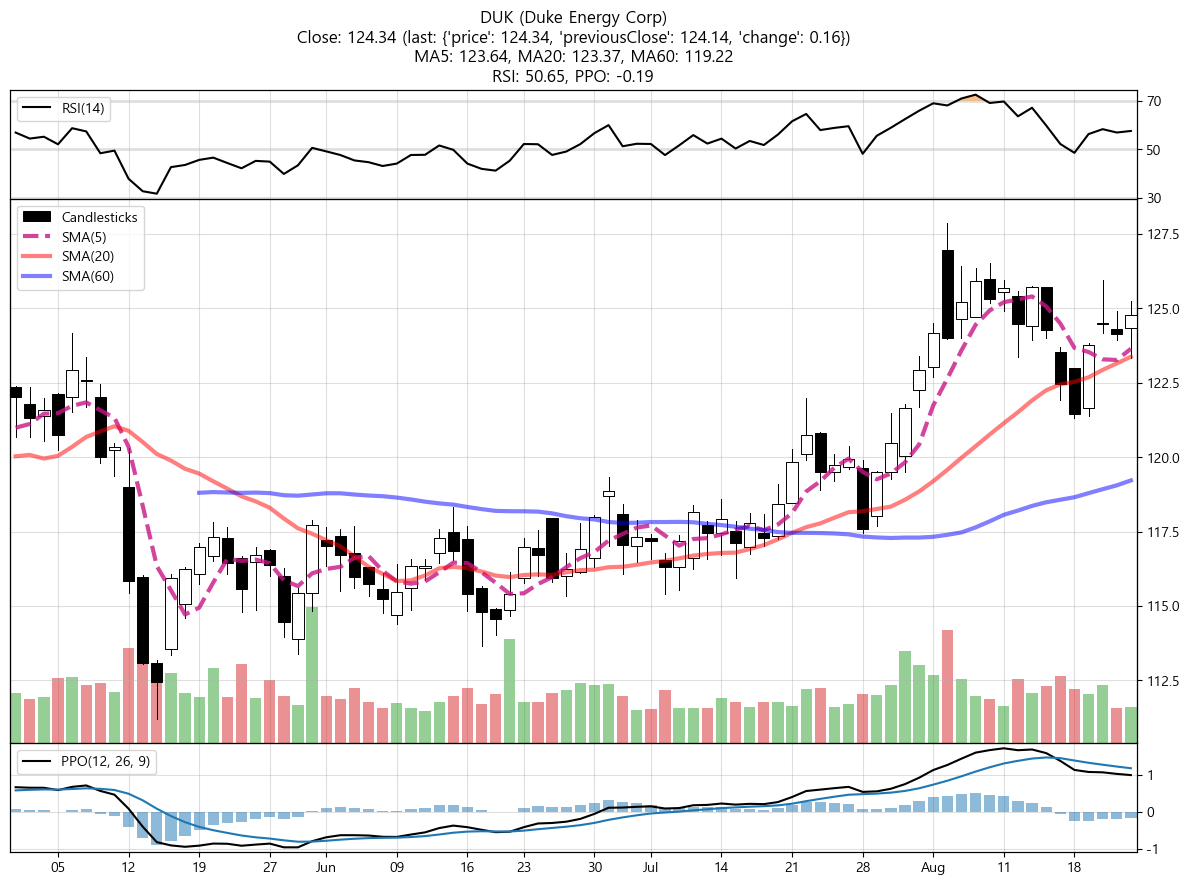 DUK (Duke Energy Corp)
Close: 124.34 (last: {'price': 124.34, 'previousClose': 124.14, 'change': 0.16})
MA5: 123.64, MA20: 123.37, MA60: 119.22
RSI: 50.65, PPO: -0.19
RSI(14)
70
50
30
Candlesticks
SMA(5)
SMA(20)
SMA(60)
127.5
125.0
122.5
120.0
117.5
115.0
112.5
PPO(12, 26, 9)
1
0
-1
05 12 19 27 Jun 09 16 23 30 Jul 14 21 28 Aug 11 18